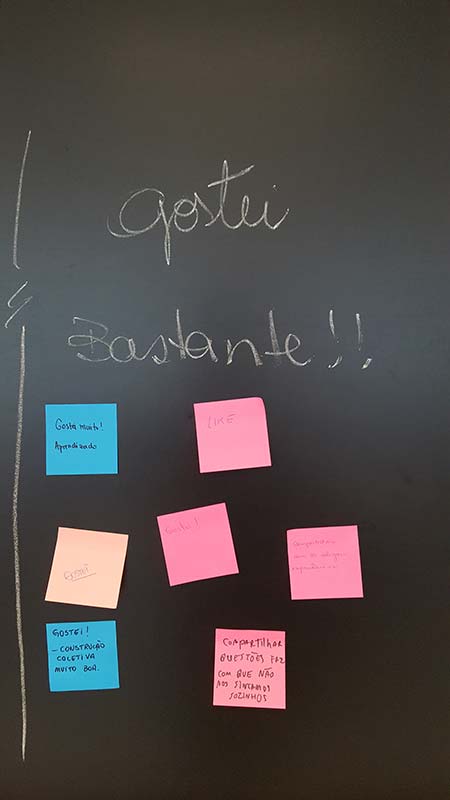 gostei
Bastante!!
Gostei muito!
Aprendizado
LIKE
Gostei!
GOSTEI
Compartilhar
com os colegas
experiências
GOSTEI!
- CONSTRUÇÃO
COLETIVA
MUITO BOA.
COMPARTILHAR
QUESTÕES FAZ
COM QUE NÃO
NOS SINTAMOS
SOZINHOS